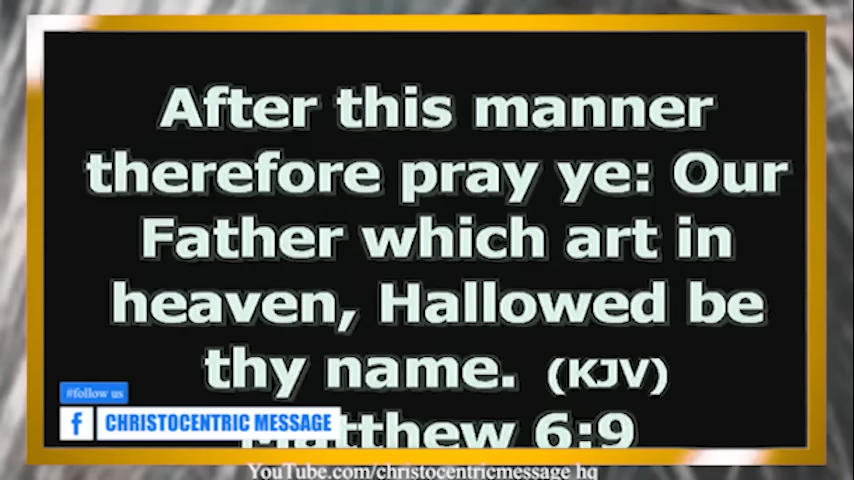 After this manner
therefore pray ye: Our
Father which art in
heaven, Hallowed be
thy name. (KJV)
#follow us
f CHRISTOCENTRIC MESSAGE
Matthew 6:9
YouTube.com/christocentricmessage hq